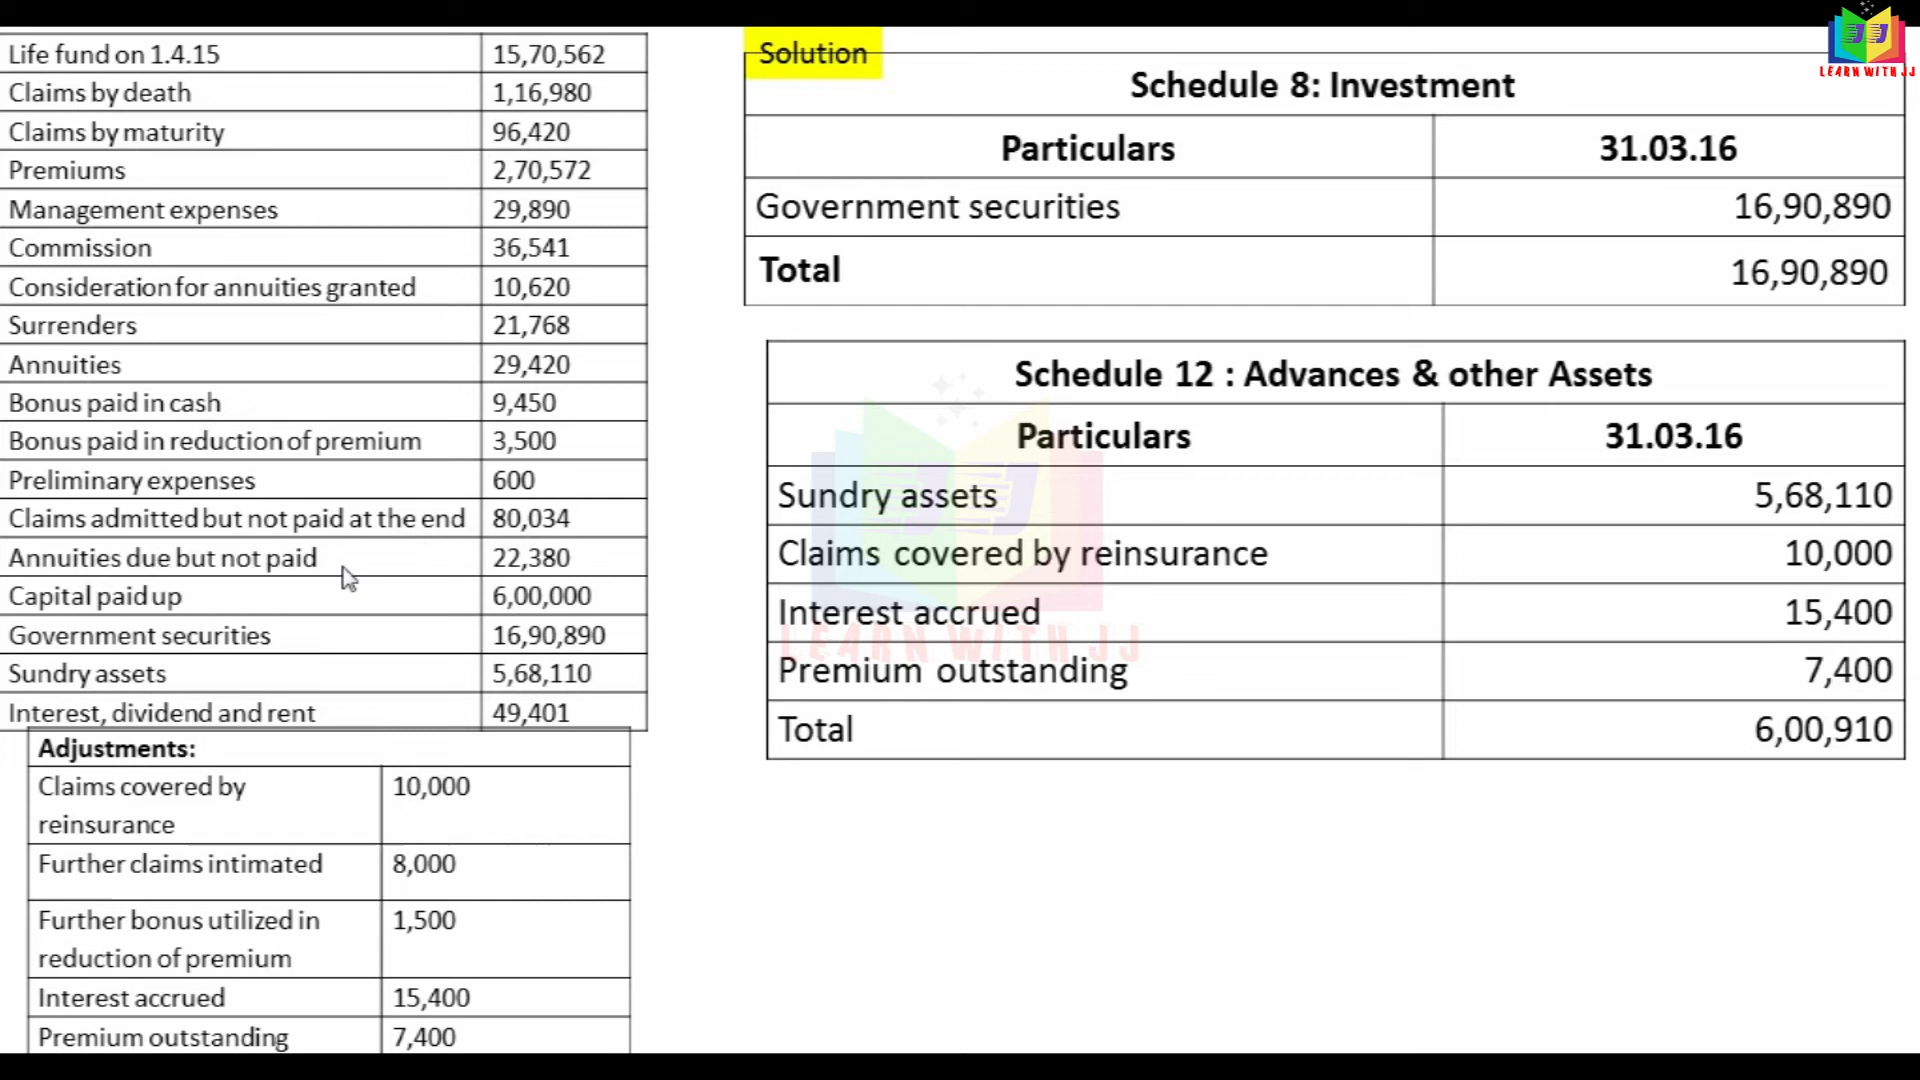 Life fund on 1.4.15 15,70,562
Claims by death 1,16,980
Claims by maturity 96,420
Premiums 2,70,572
Management expenses 29,890
Commission 36,541
Consideration for annuities granted 10,620
Surrenders 21,768
Annuities 29,420
Bonus paid in cash 9,450
Bonus paid in reduction of premium 3,500
Preliminary expenses 600
Claims admitted but not paid at the end 80,034
Annuities due but not paid 22,380
Capital paid up 6,00,000
Government securities 16,90,890
Sundry assets 5,68,110
Interest, dividend and rent 49,401
Adjustments:
Claims covered by 10,000
reinsurance
Further claims intimated 8,000
Further bonus utilized in 1,500
reduction of premium
Interest accrued 15,400
Premium outstanding 7,400
Solution
Schedule 8: Investment
Particulars 31.03.16
Government securities 16,90,890
Total 16,90,890
Schedule 12 : Advances & other Assets
Particulars 31.03.16
Sundry assets 5,68,110
Claims covered by reinsurance 10,000
Interest accrued 15,400
Premium outstanding 7,400
Total 6,00,910
JJ
LEARN WITH JJ
JJ
LEARN WITH JJ